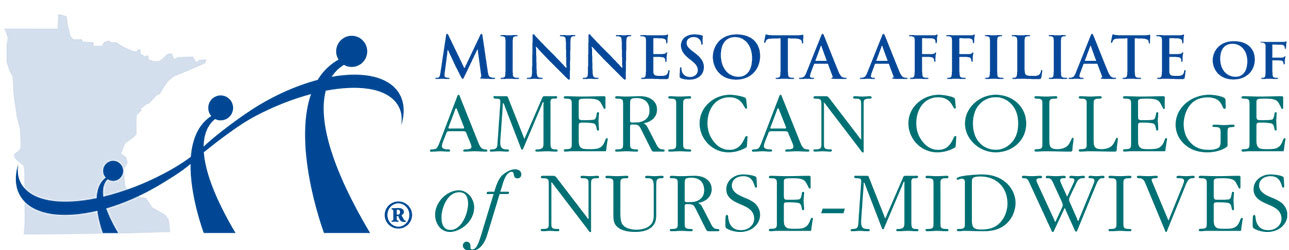 ®
MINNESOTA AFFILIATE OF
AMERICAN COLLEGE
of NURSE-MIDWIVES